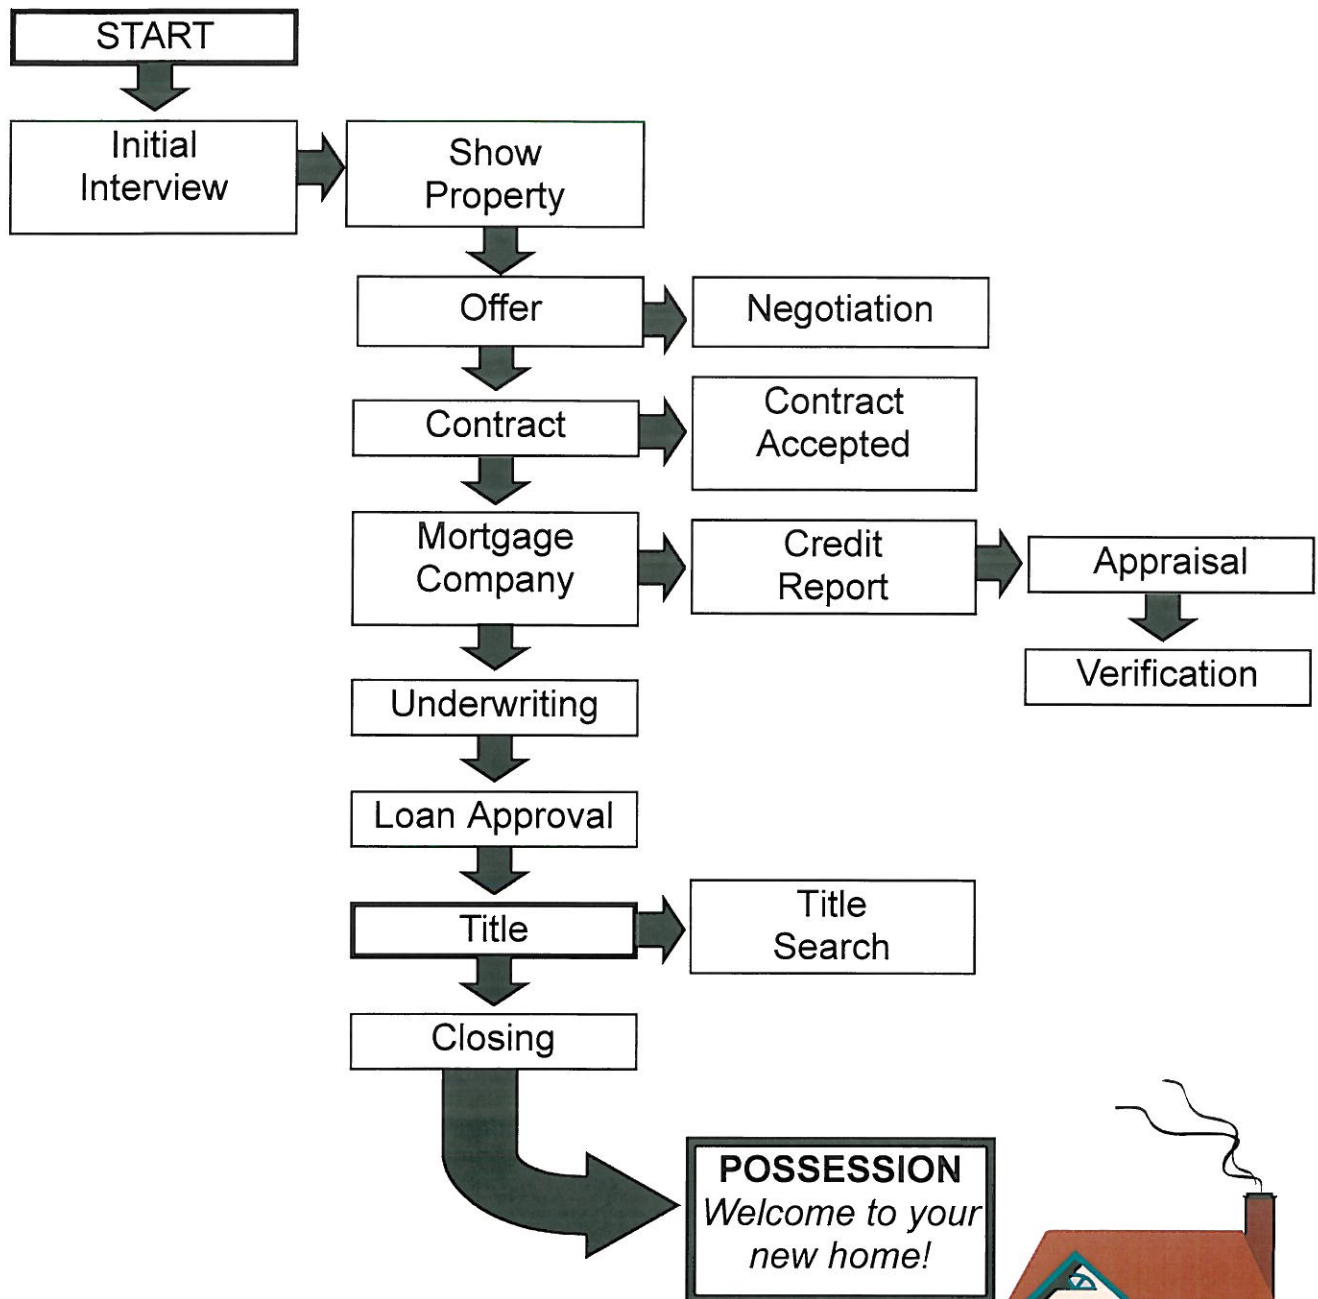 START
Initial
Interview
Show
Property
Offer
Negotiation
Contract
Contract
Accepted
Mortgage
Company
Credit
Report
Appraisal
Verification
Underwriting
Loan Approval
Title
Title
Search
Closing
POSSESSION
Welcome to your
new home!